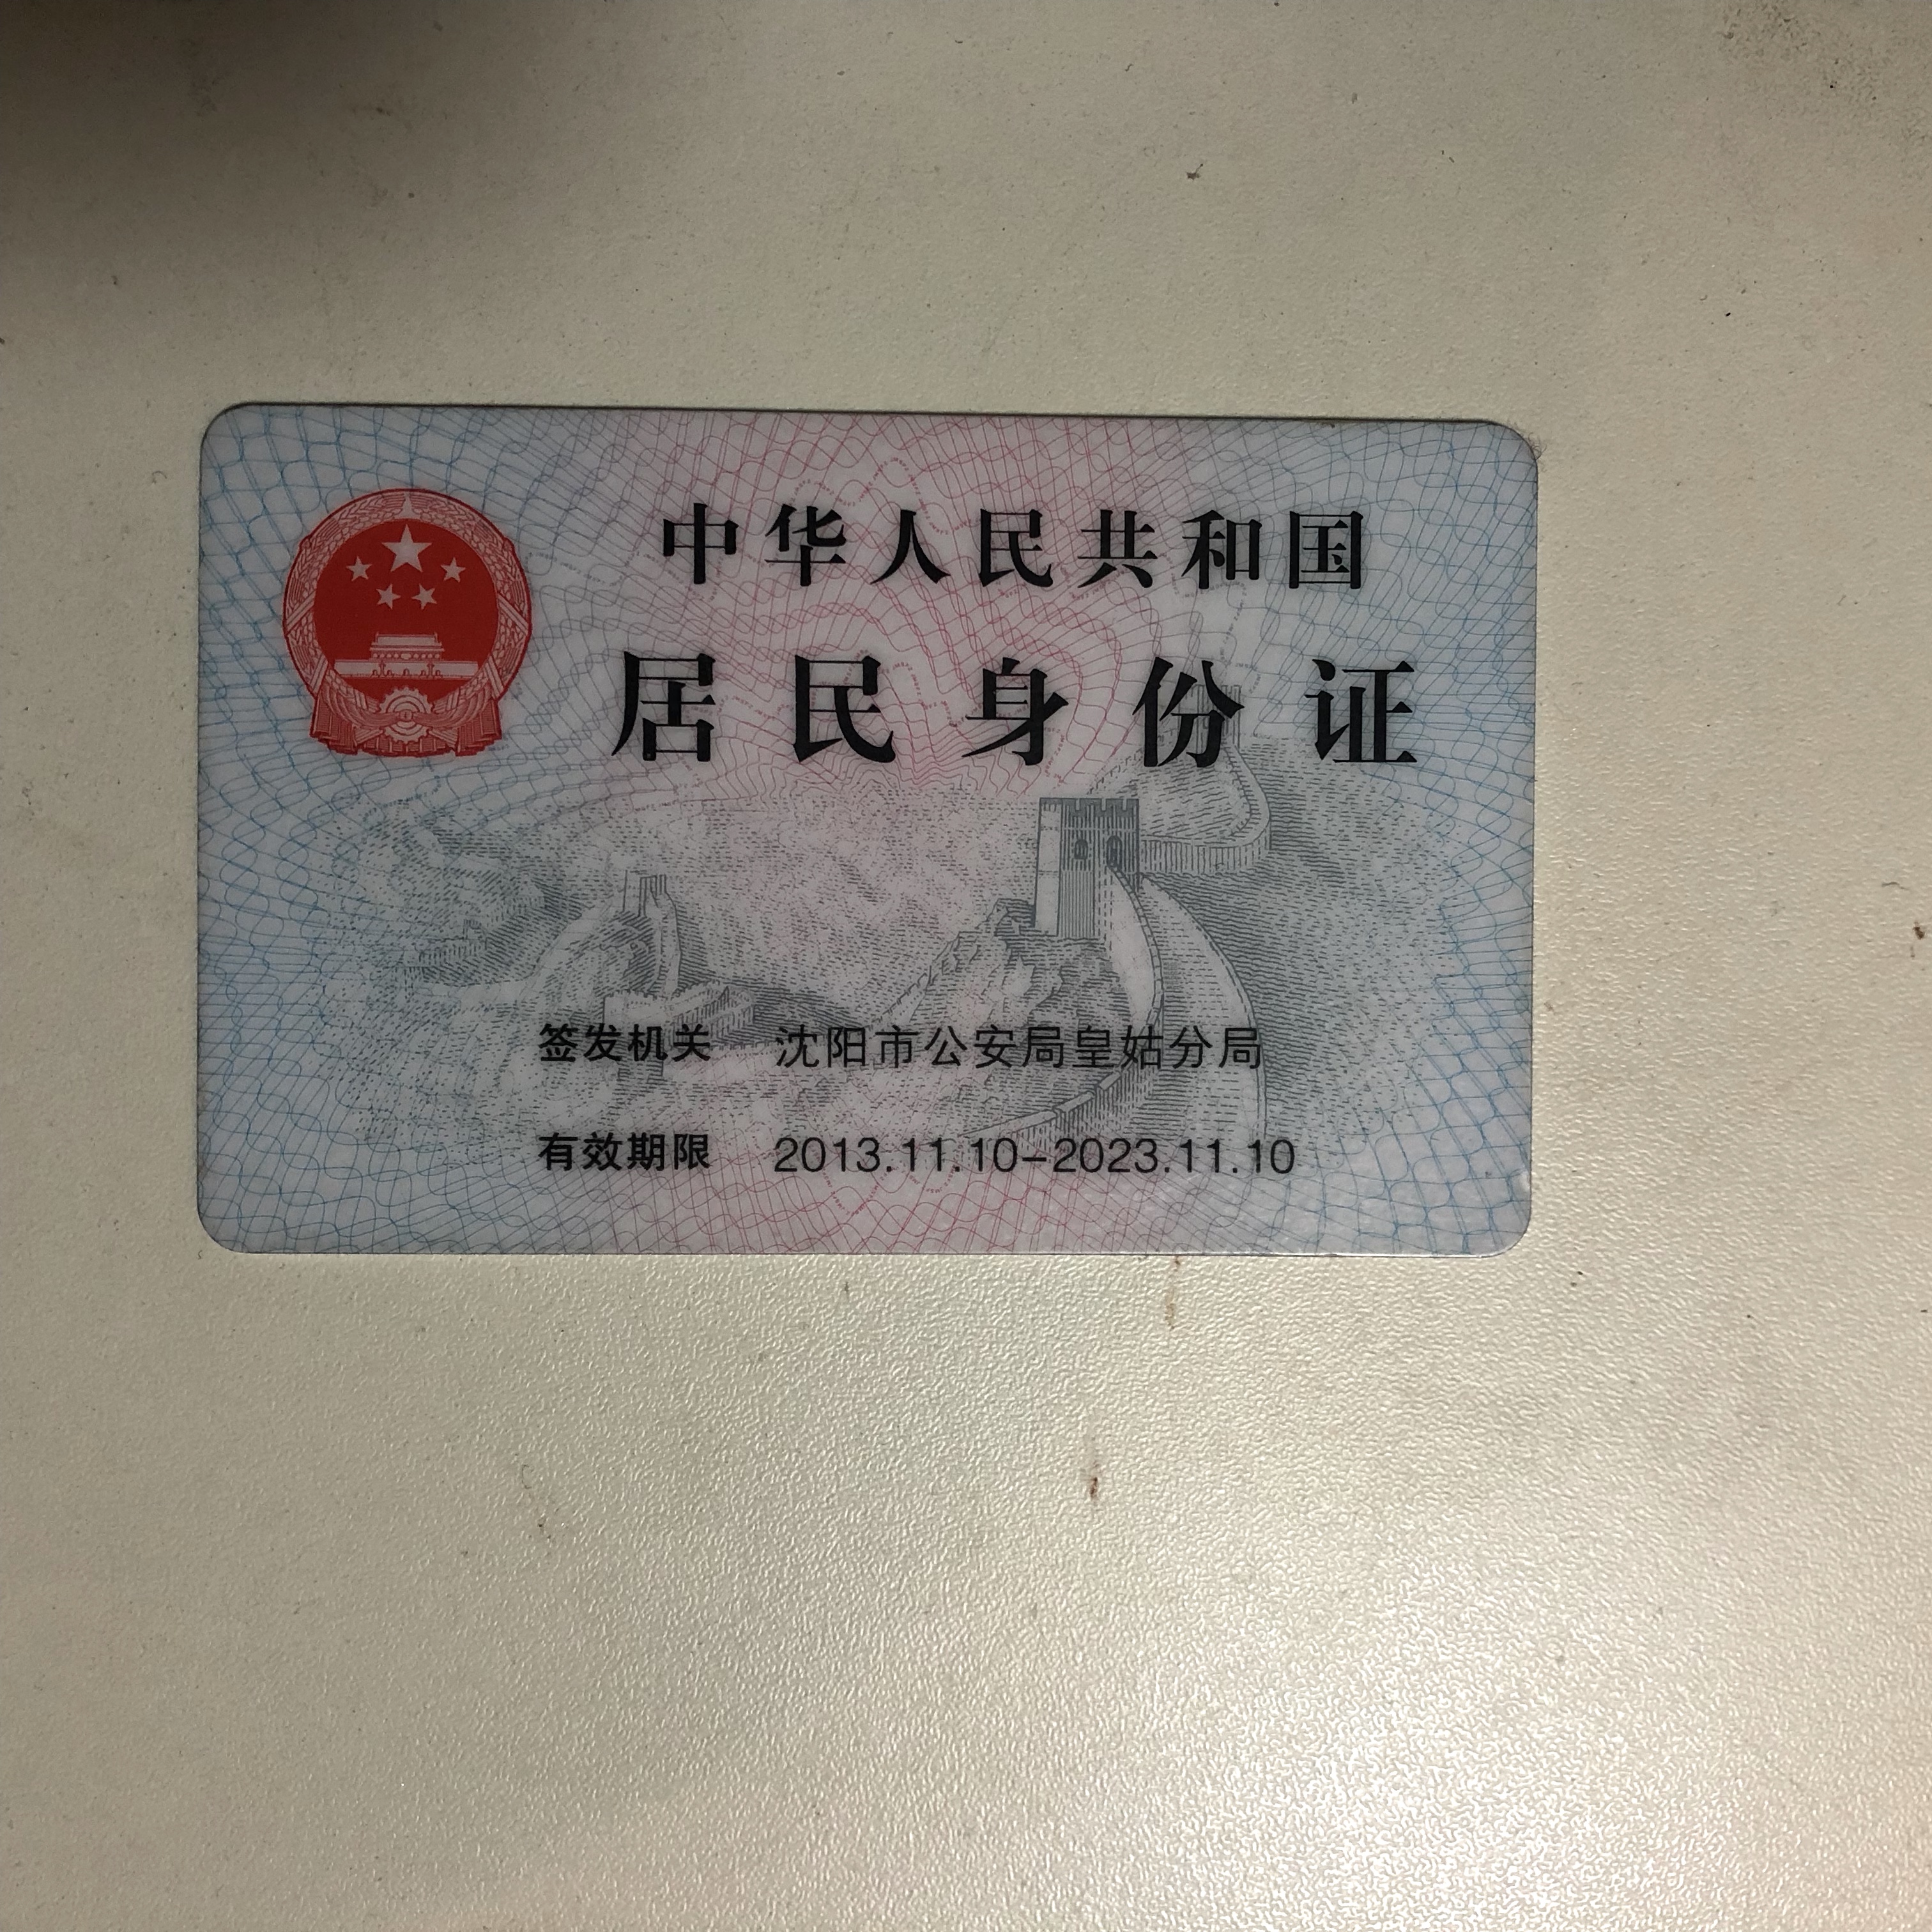 中华人民共和国
居民身份证
签发机关 沈阳市公安局皇姑分局
有效期限 2013.11.10-2023.11.10